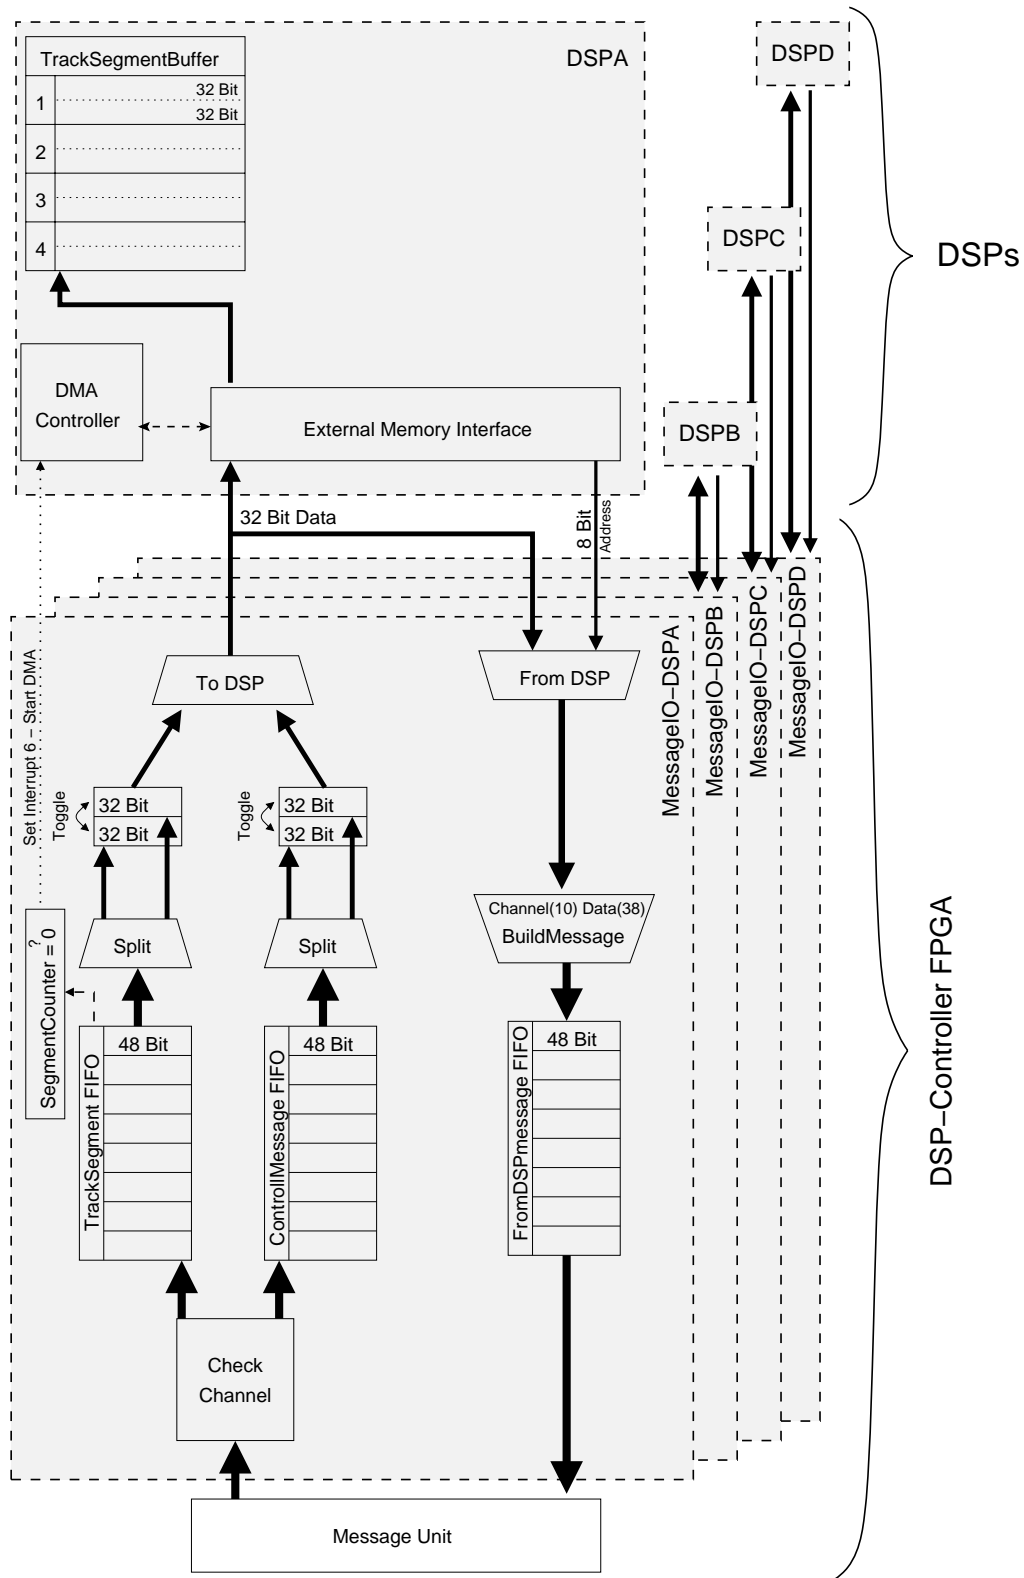 TrackSegmentBuffer
1
32 Bit
32 Bit
2
3
4
DSPA
DSPD
DSPC
DSPB
DSPs
DMA
Controller
External Memory Interface
32 Bit Data
8 Bit
Address
Set Interrupt 6 – Start DMA
To DSP
From DSP
MessageIO–DSPA
MessageIO–DSPB
MessageIO–DSPC
MessageIO–DSPD
Toggle
32 Bit
32 Bit
Toggle
32 Bit
32 Bit
Split
Split
Channel(10) Data(38)
BuildMessage
?
SegmentCounter = 0
TrackSegment FIFO
48 Bit
ControllMessage FIFO
48 Bit
FromDSPmessage FIFO
48 Bit
DSP–Controller FPGA
Check
Channel
Message Unit